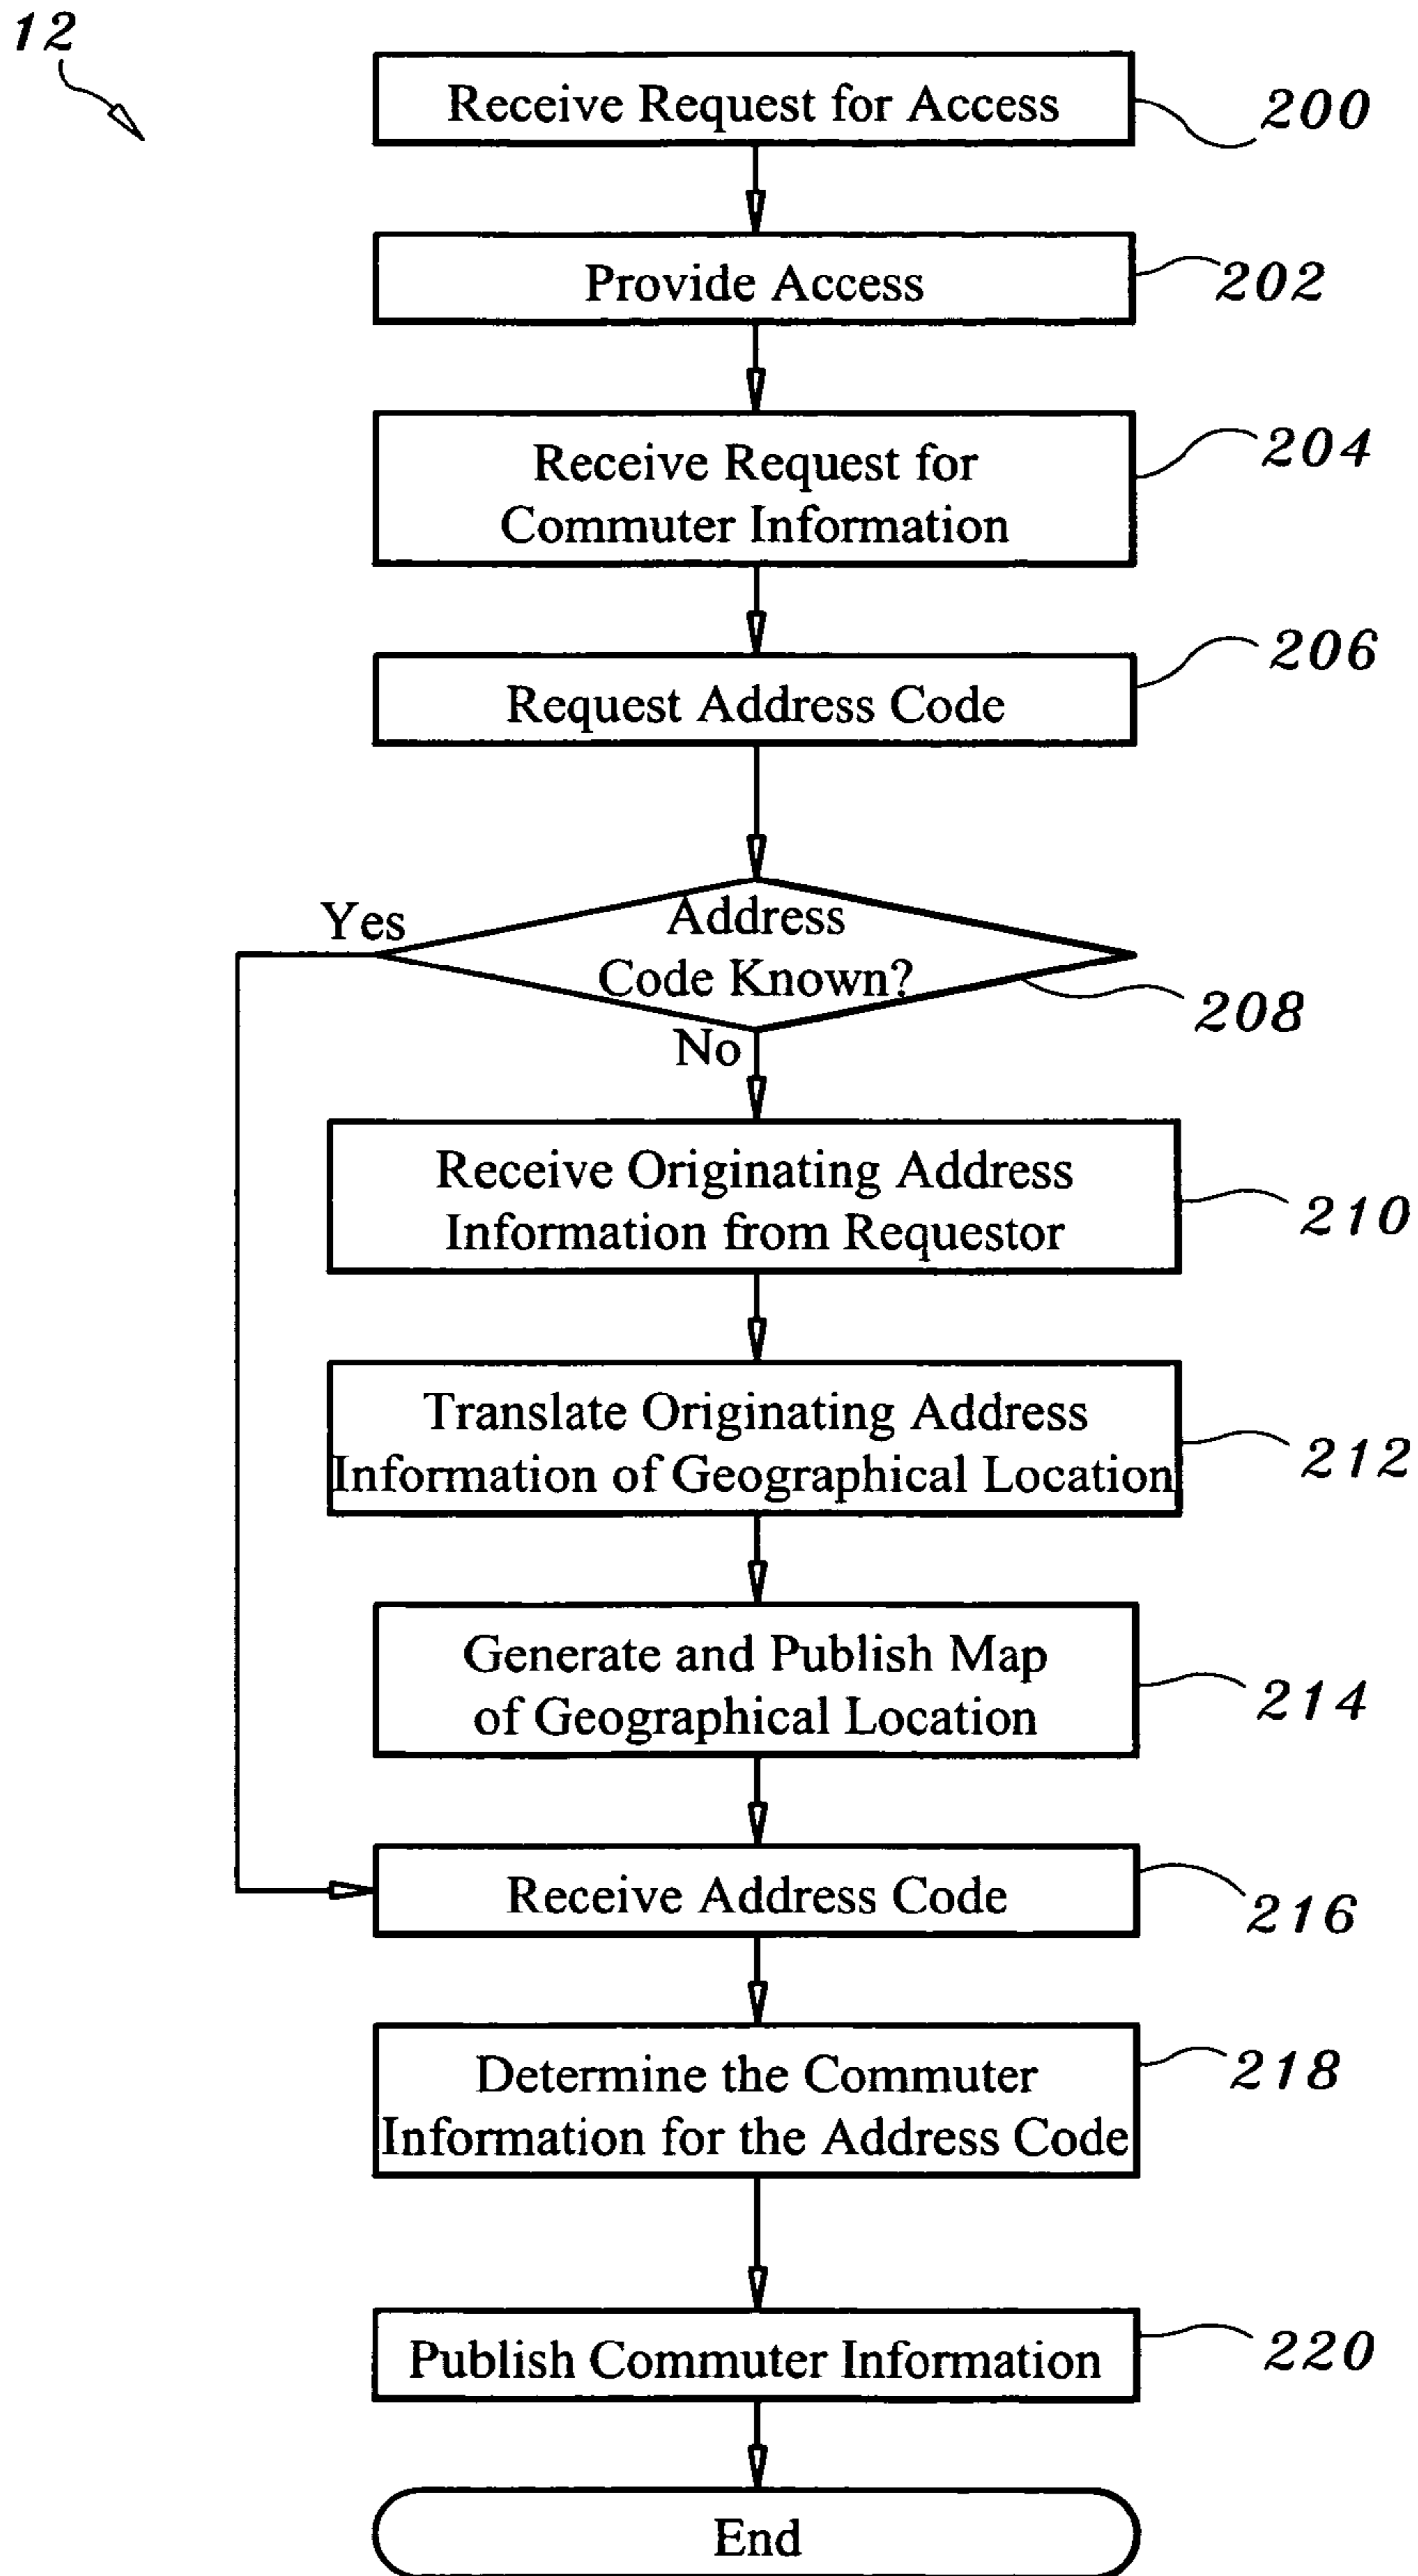 12
Receive Request for Access
200
Provide Access
202
Receive Request for
Commuter Information
204
Request Address Code
206
Address
Code Known?
Yes
208
No
Receive Originating Address
Information from Requestor
210
Translate Originating Address
Information of Geographical Location
212
Generate and Publish Map
of Geographical Location
214
Receive Address Code
216
Determine the Commuter
Information for the Address Code
218
Publish Commuter Information
220
End